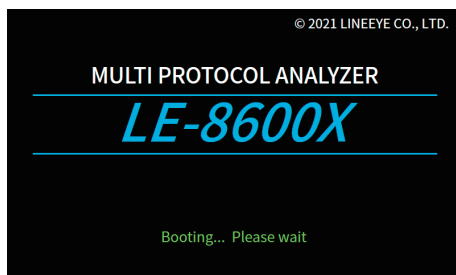 © 2021 LINEEYE CO., LTD.
MULTI PROTOCOL ANALYZER
LE-8600X
Booting... Please wait